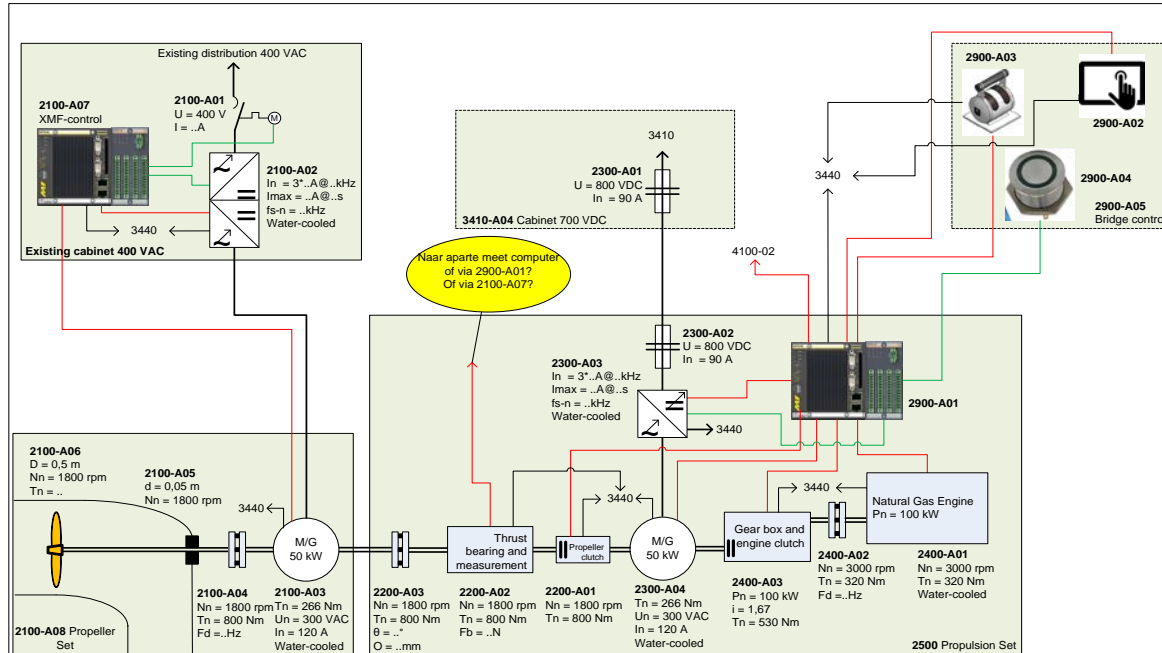 Existing distribution 400 VAC
2100-A07
XMF-control
2100-A01
U = 400 V
I = ..A
M
2100-A02
In = 3*..A@..kHz
Imax = ..A@..s
fs-n = ..kHz
Water-cooled
3440
Existing cabinet 400 VAC
3410
2300-A01
U = 800 VDC
In = 90 A
3410-A04 Cabinet 700 VDC
2900-A03
2900-A02
2900-A04
2900-A05
Bridge control
3440
4100-02
Naar aparte meet computer
of via 2900-A01?
Of via 2100-A07?
2300-A02
U = 800 VDC
In = 90 A
2300-A03
In = 3*..A@..kHz
Imax = ..A@..s
fs-n = ..kHz
Water-cooled
3440
2900-A01
2100-A06
D = 0,5 m
Nn = 1800 rpm
Tn = ..
2100-A05
d = 0,05 m
Nn = 1800 rpm
3440
M/G
50 kW
2100-A04
Nn = 1800 rpm
Tn = 800 Nm
Fd =..Hz
2100-A03
Tn = 266 Nm
Un = 300 VAC
In = 120 A
Water-cooled
2100-A08 Propeller
Set
Thrust
bearing and
measurement
3440
Propeller
clutch
M/G
50 kW
Gear box and
engine clutch
3440
Natural Gas Engine
Pn = 100 kW
2200-A03
Nn = 1800 rpm
Tn = 800 Nm
θ = ..°
O = ..mm
2200-A02
Nn = 1800 rpm
Tn = 800 Nm
Fb = ..N
2200-A01
Nn = 1800 rpm
Tn = 800 Nm
2300-A04
Tn = 266 Nm
Un = 300 VAC
In = 120 A
Water-cooled
2400-A03
Pn = 100 kW
i = 1,67
Tn = 530 Nm
2400-A02
Nn = 3000 rpm
Tn = 320 Nm
Fd =..Hz
2400-A01
Nn = 3000 rpm
Tn = 320 Nm
Water-cooled
2500 Propulsion Set